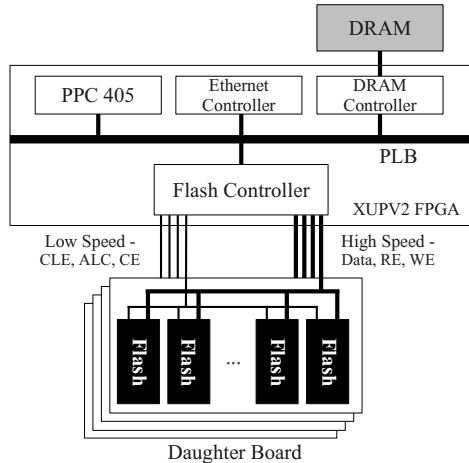 DRAM
PPC 405
Ethernet
Controller
DRAM
Controller
PLB
Flash Controller
XUPV2 FPGA
Low Speed -
CLE, ALC, CE
High Speed -
Data, RE, WE
Flash
Flash
...
Flash
Flash
Daughter Board